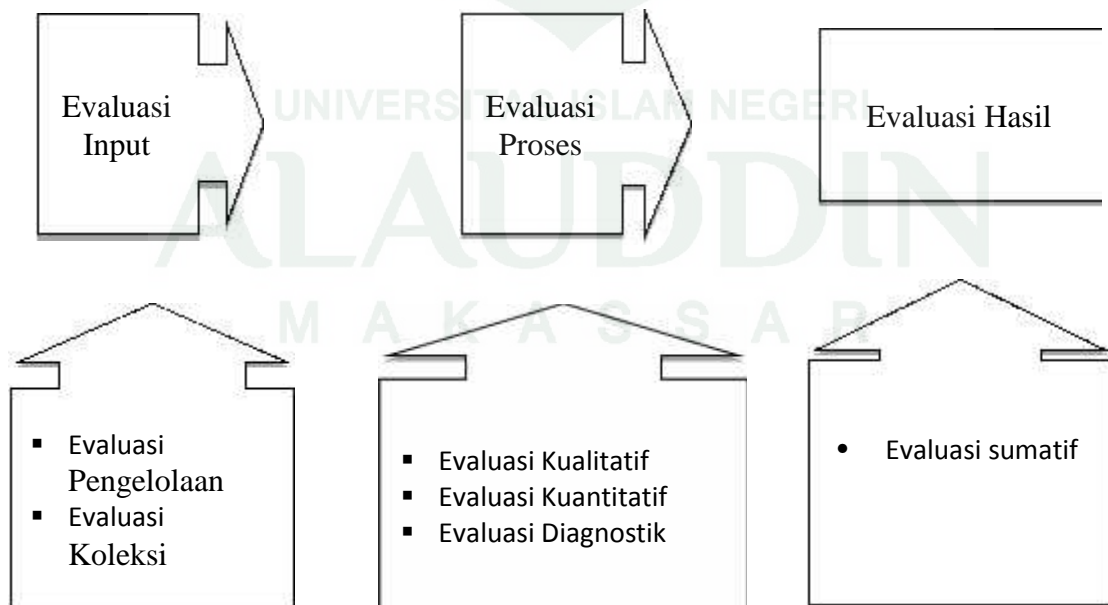 Evaluasi
Input
Evaluasi
Proses
Evaluasi Hasil
UNIVERSITAS ISLAM NEGERI
ALAUDDIN
MAKASSAR
▪ Evaluasi
Pengelolaan
▪ Evaluasi
Koleksi
▪ Evaluasi Kualitatif
▪ Evaluasi Kuantitatif
▪ Evaluasi Diagnostik
• Evaluasi sumatif